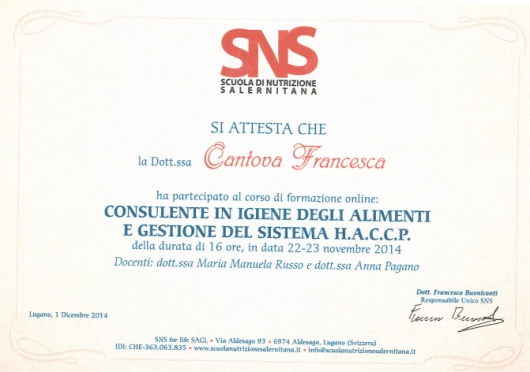 SNS
SCUOLA DI NUTRIZIONE
SALERNITANA
SI ATTESTA CHE
la Dott.ssa Cantova Francesca
ha partecipato al corso di formazione online:
CONSULENTE IN IGIENE DEGLI ALIMENTI
E GESTIONE DEL SISTEMA H.A.C.C.P.
della durata di 16 ore, in data 22-23 novembre 2014
Docenti: dott.ssa Maria Manuela Russo e dott.ssa Anna Pagano
Dott. Francesco Buoniconti
Responsabile Unico SNS
Lugano, 1 Dicembre 2014
SNS for life SAGL • Via Aldesago 93 • 6974 Aldesago, Lugano (Svizzera)
IDI: CHE-363.063.835 • www.scuolanutrizionesalernitana.it • info@scuolanutrizionesalernitana.it